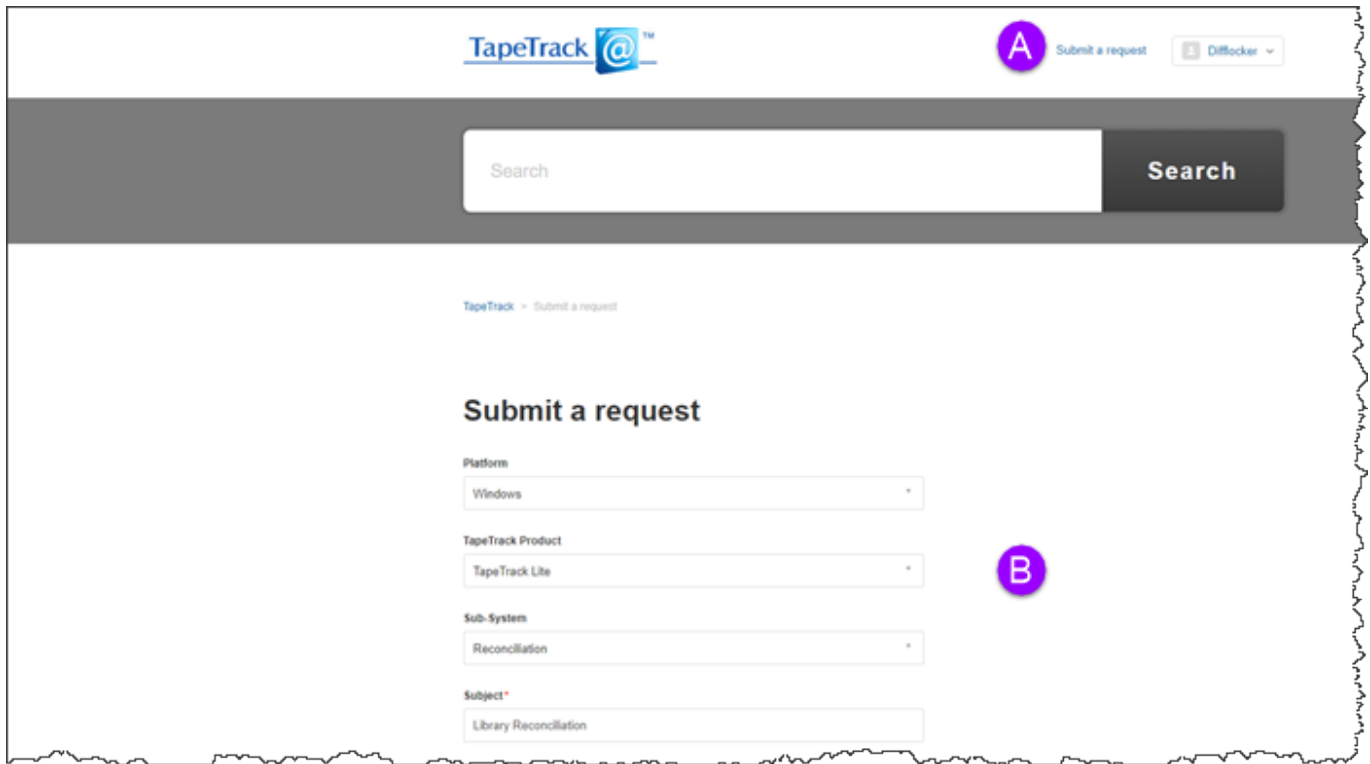 TapeTrack @ ™
A Submit a request Difflocker
Search Search
TapeTrack > Submit a request
Submit a request
Platform
Windows
TapeTrack Product
TapeTrack Lite
B
Sub-System
Reconciliation
Subject*
Library Reconciliation